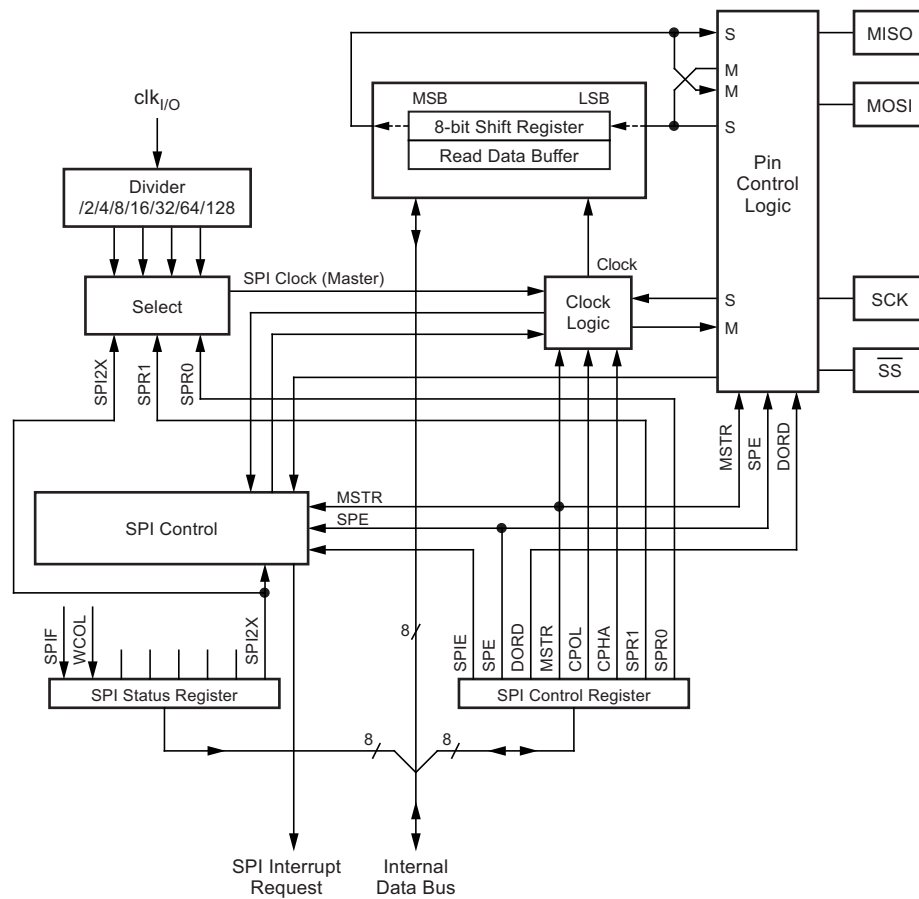 S
MISO
M
M
MOSI
S
Pin
Control
Logic
S
SCK
M
SS
MSB
LSB
8-bit Shift Register
Read Data Buffer
clkI/O
Divider
/2/4/8/16/32/64/128
Select
SPI Clock (Master)
Clock
Clock
Logic
SPI2X
SPR1
SPR0
MSTR
SPE
DORD
SPI Control
MSTR
SPE
8
SPIF
WCOL
SPI2X
SPI Status Register
SPIE
SPE
DORD
MSTR
CPOL
CPHA
SPR1
SPR0
SPI Control Register
8
8
SPI Interrupt
Request
Internal
Data Bus